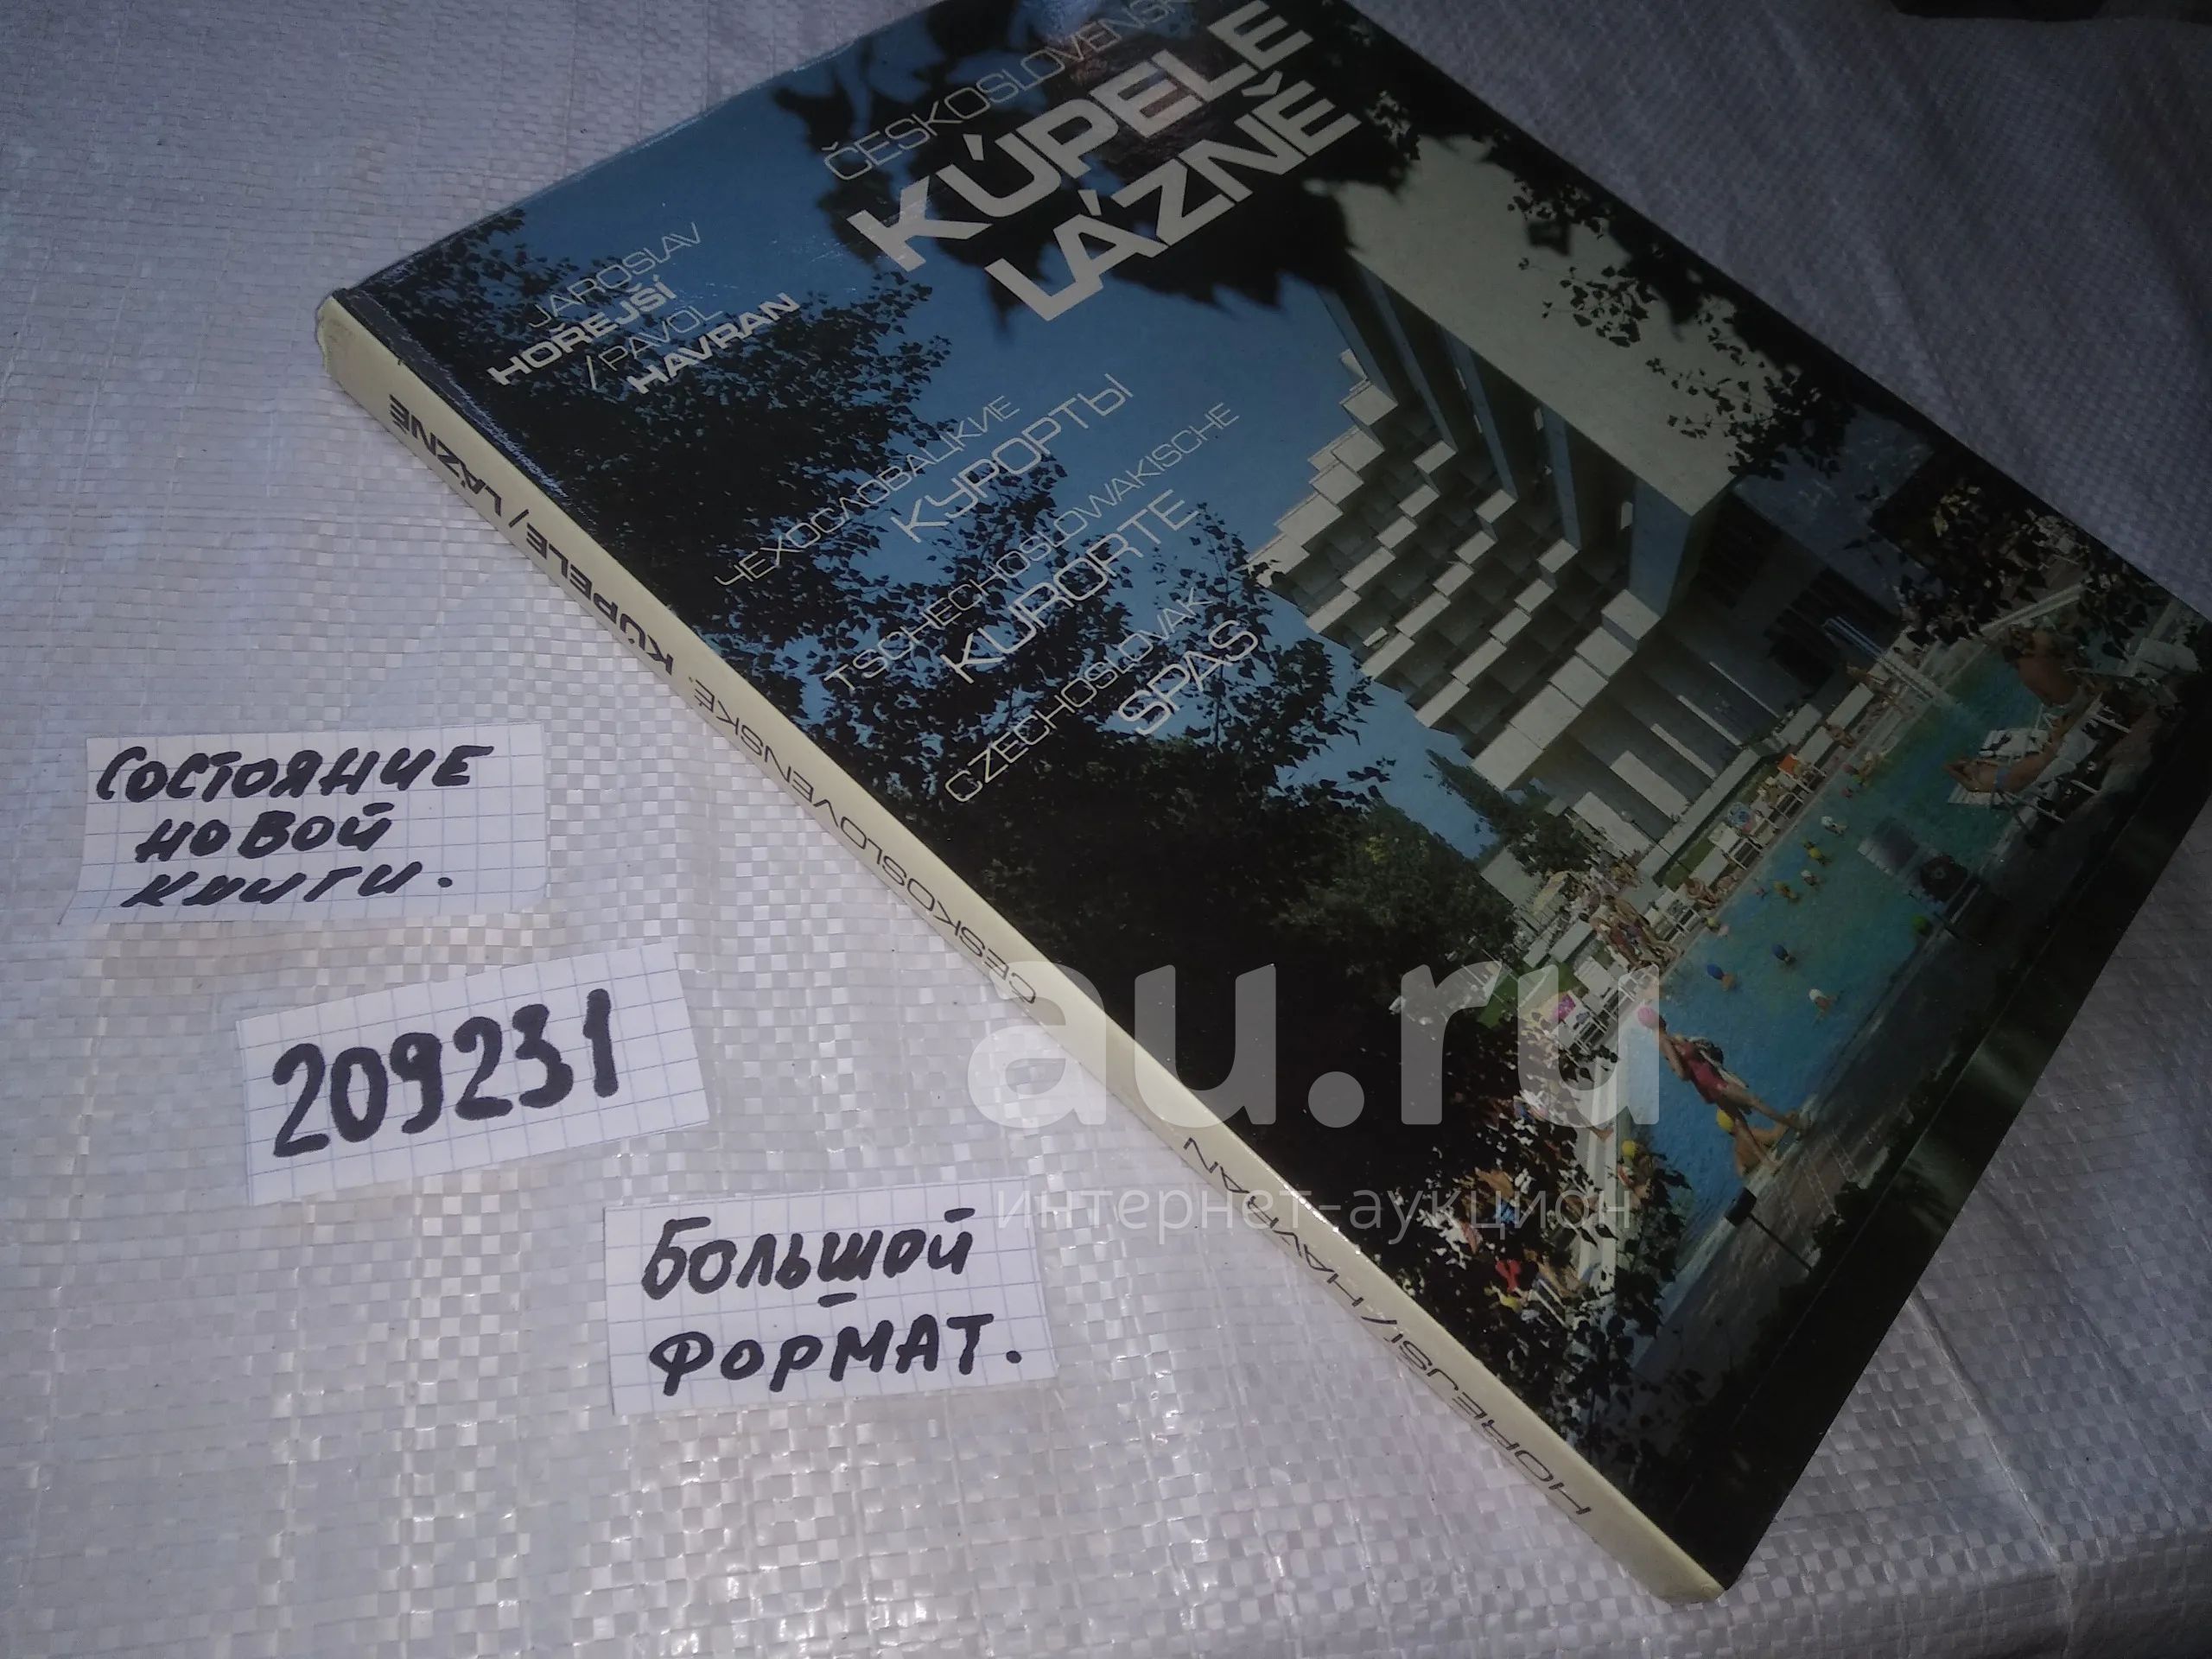 ČESKOSLOVENSK
KÚPELE
LÁZNĚ
JAROSLAV
HOŘEJŠÍ
/PAVOL
HAVRAN
ЧЕХОСЛОВАЦКИЕ
КУРОРТЫ
TSCHECHOSLOWAKISCHE
KURORTE
CZECHOSLOVAK
SPAS
HOŘEJŠÍ/HAVRAN ČESKOSLOVENSKÉ KÚPELE/LÁZNĚ
СОСТОЯНИЕ
НОВОЙ
КНИГИ.
209231
БОЛЬШОЙ
ФОРМАТ.
au.ru
интернет-аукцион